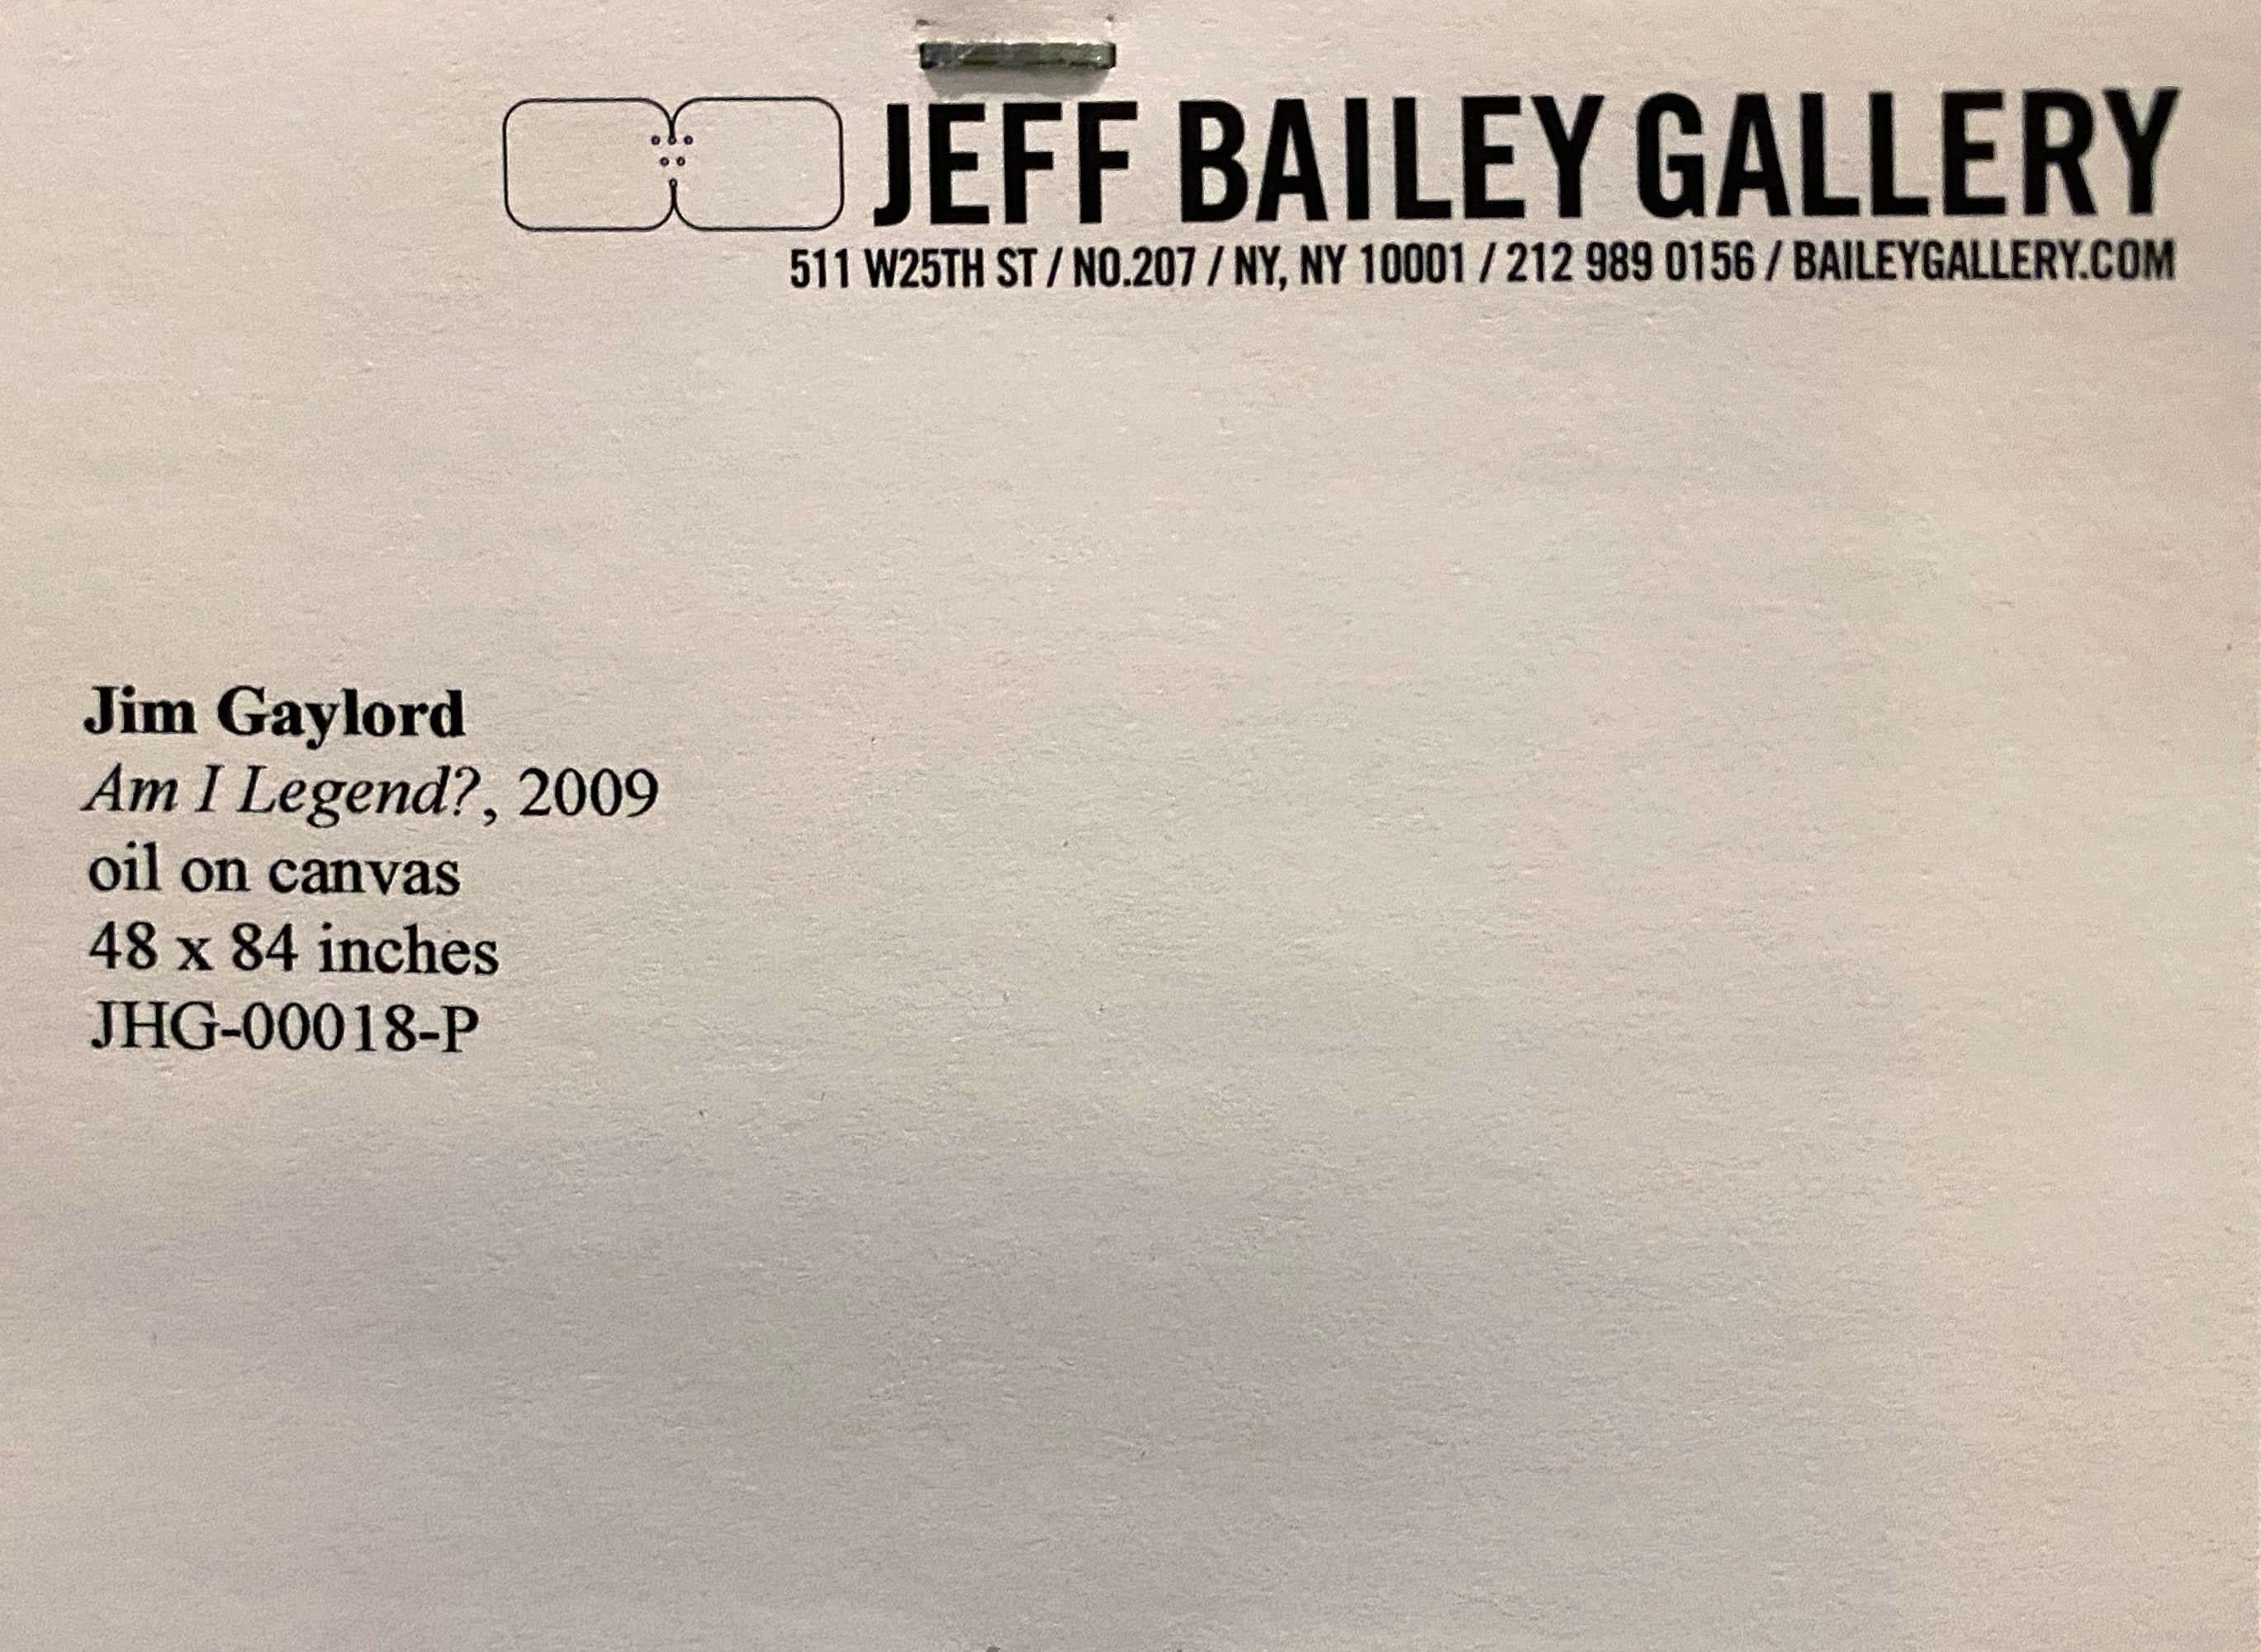 JEFF BAILEY GALLERY
511 W25TH ST / NO.207 / NY, NY 10001 / 212 989 0156 / BAILEYGALLERY.COM
Jim Gaylord
Am I Legend?, 2009
oil on canvas
48 x 84 inches
JHG-00018-P